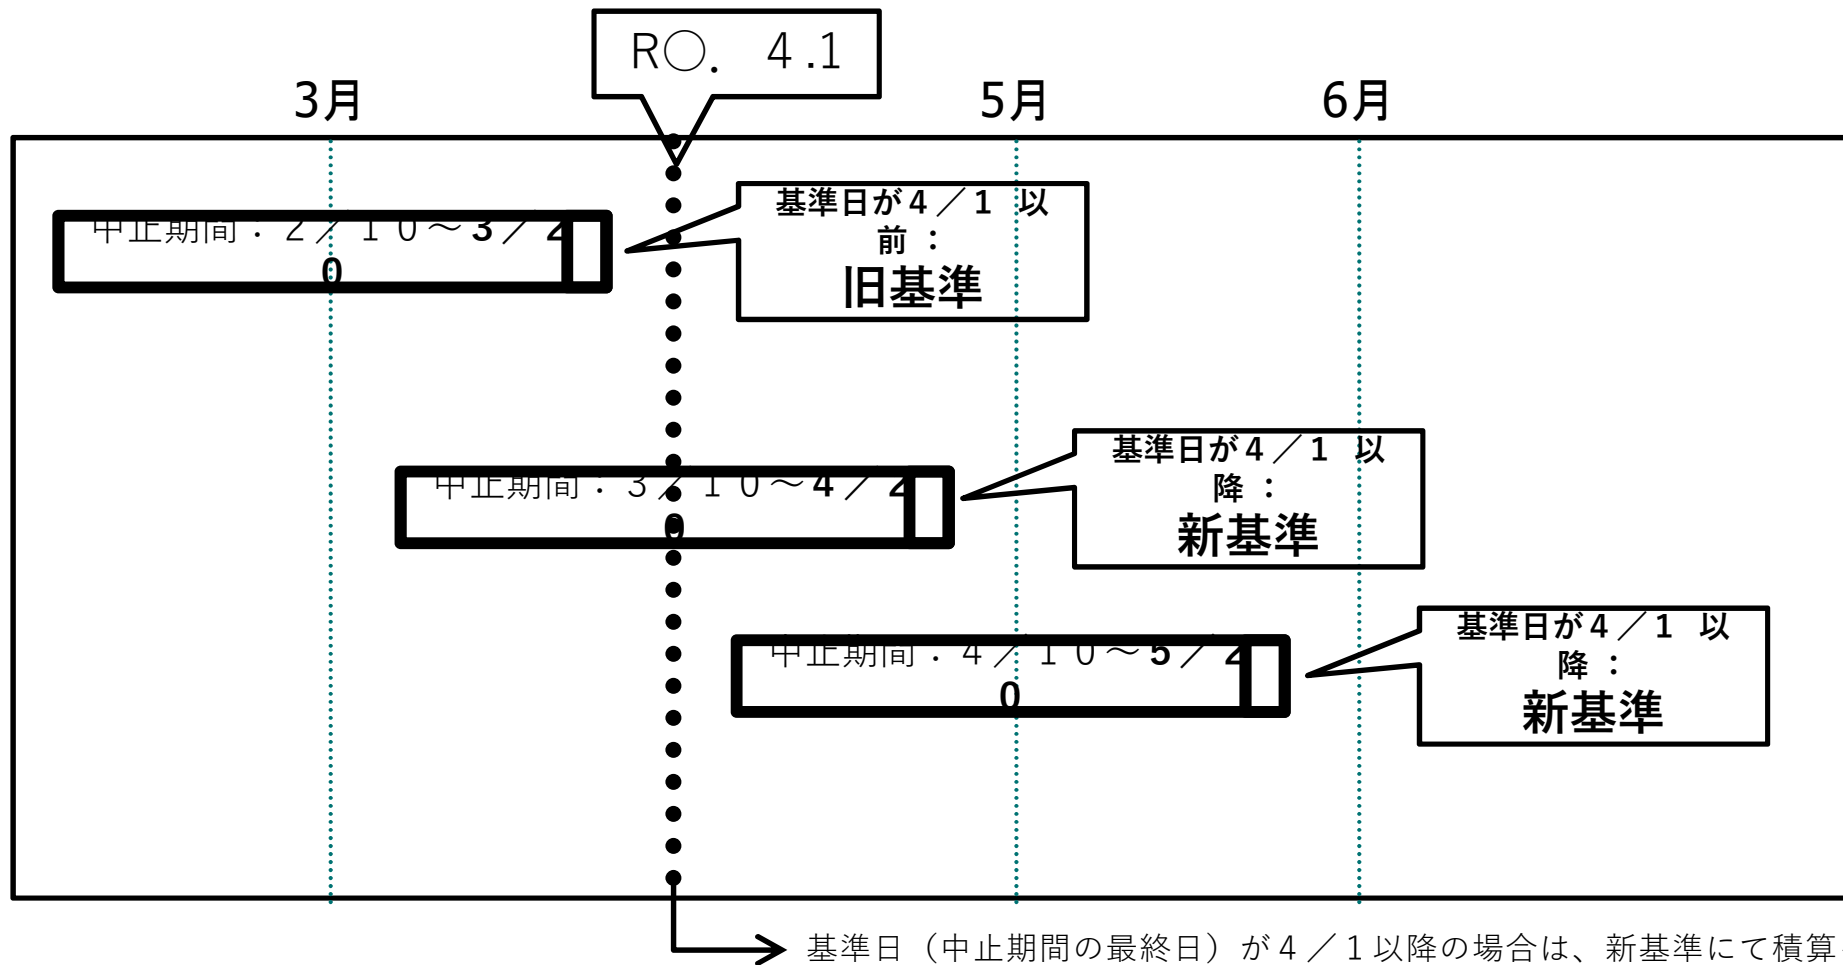 R〇. 4.1
3月
5月
6月
中止期間：２／１０～３／２
０
基準日が４／１ 以
前：
旧基準
中止期間：３／１０～４／２
０
基準日が４／１ 以
降：
新基準
中止期間：４／１０～５／２
０
基準日が４／１ 以
降：
新基準
基準日（中止期間の最終日）が４／１以降の場合は、新基準にて積算